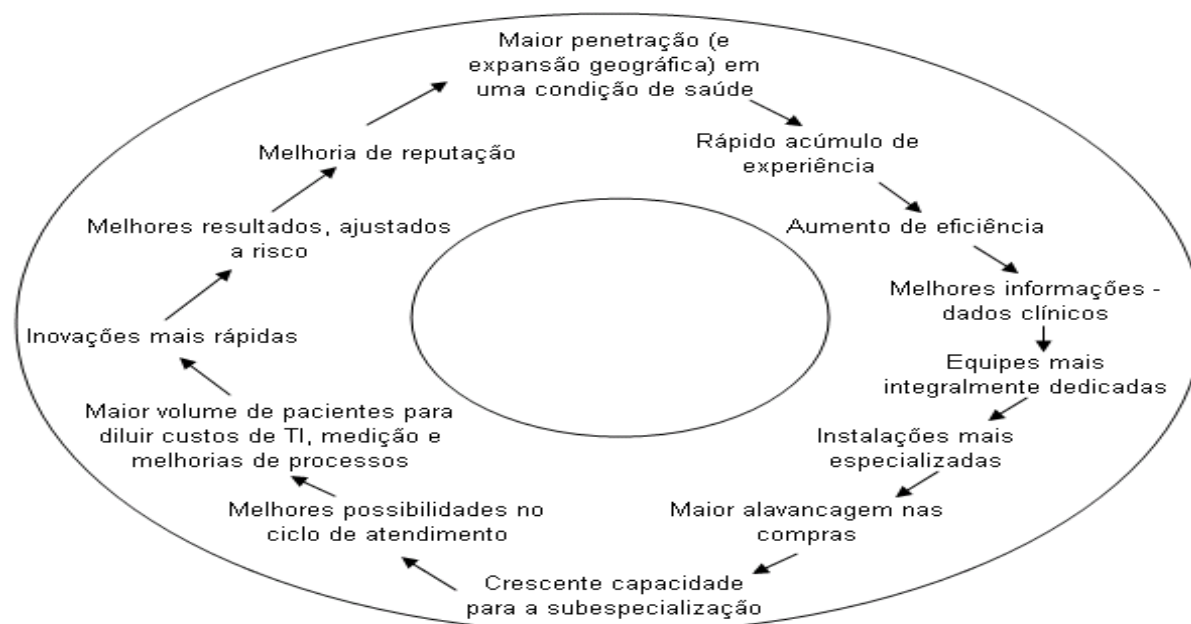 Maior penetração (e
expansão geográfica) em
uma condição de saúde
Rápido acúmulo de
experiência
Aumento de eficiência
Melhores informações -
dados clínicos
Equipes mais
integralmente dedicadas
Instalações mais
especializadas
Maior alavancagem nas
compras
Crescente capacidade
para a subespecialização
Melhores possibilidades no
ciclo de atendimento
Maior volume de pacientes para
diluir custos de TI, medição e
melhorias de processos
Inovações mais rápidas
Melhores resultados, ajustados
a risco
Melhoria de reputação